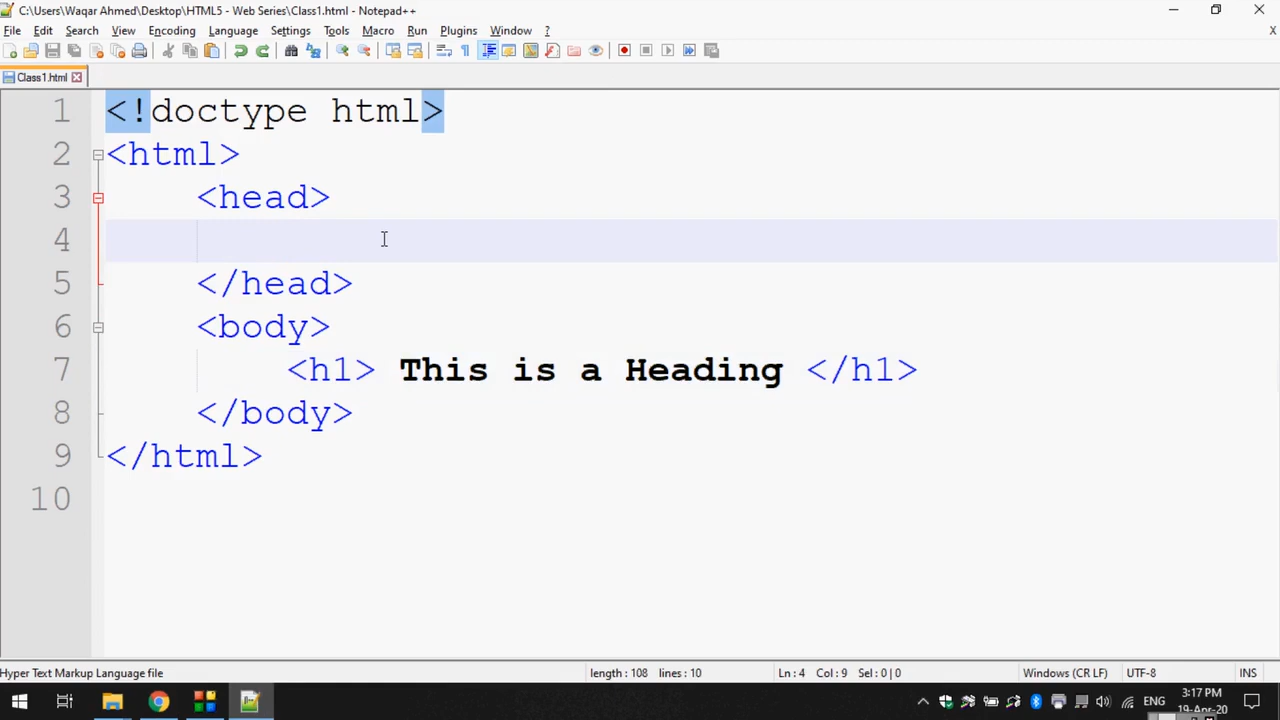 C:\Users\Waqar Ahmed\Desktop\HTML5 - Web Series\Class1.html - Notepad++
File Edit Search View Encoding Language Settings Tools Macro Run Plugins Window ? X
Class1.html
1 <!doctype html>
2 <html>
3 <head>
4
5 </head>
6 <body>
7 <h1> This is a Heading </h1>
8 </body>
9 </html>
10
Hyper Text Markup Language file length : 108 lines : 10 Ln : 4 Col : 9 Sel : 0 | 0 Windows (CR LF) UTF-8 INS
ENG 3:17 PM
19-Apr-20